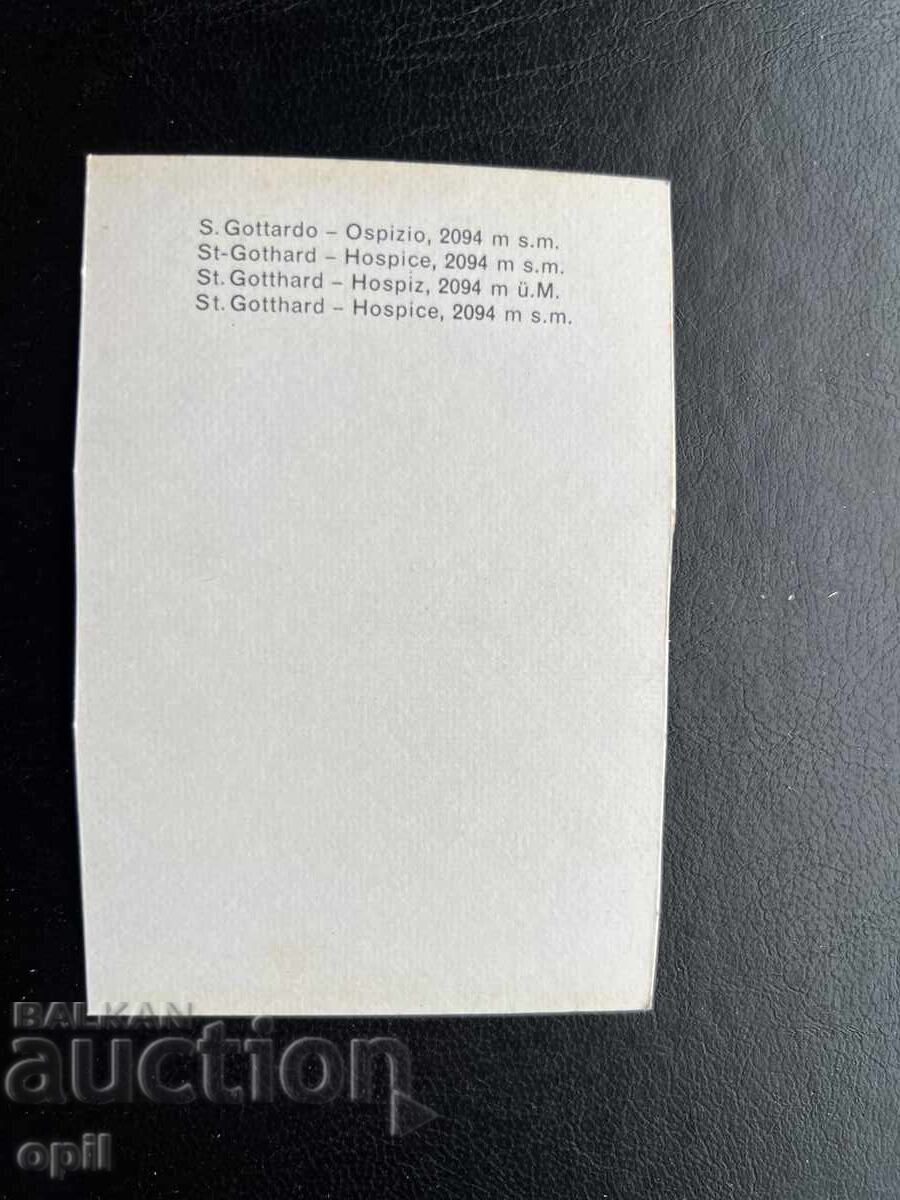 S. Gottardo – Ospizio, 2094 m s.m.
St-Gothard – Hospice, 2094 m s.m.
St. Gotthard – Hospiz, 2094 m ü.M.
St. Gotthard – Hospice, 2094 m s.m.
BALKAN
auction
opil